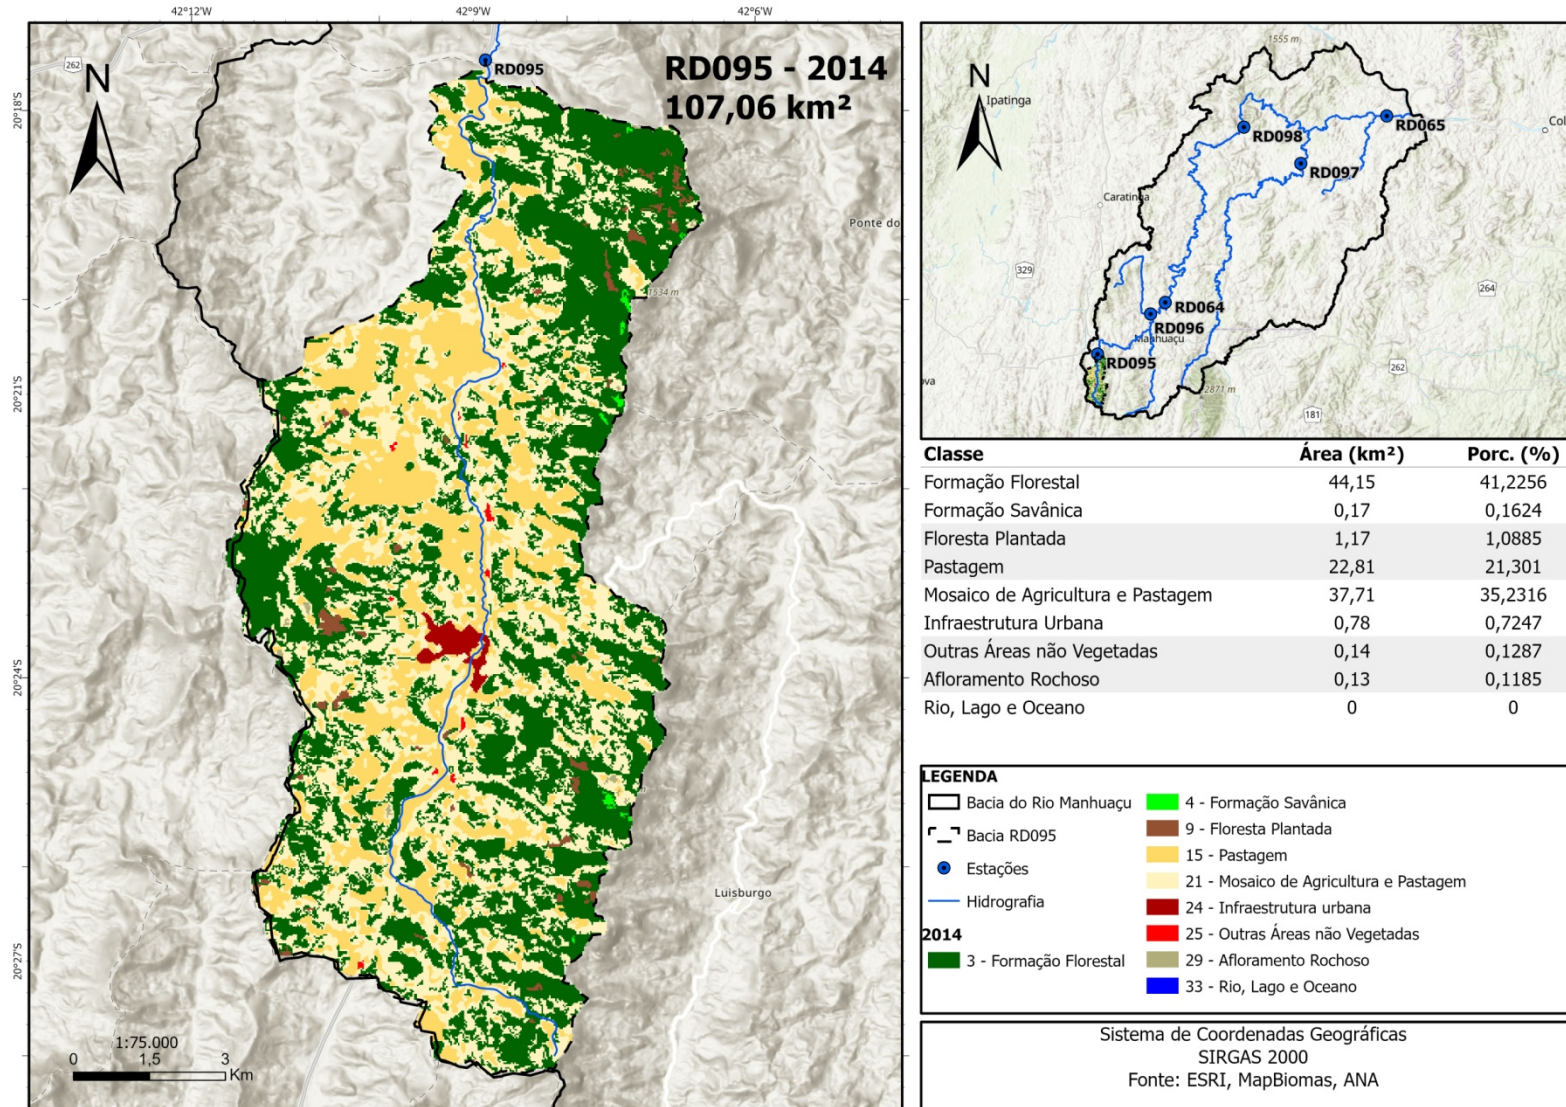 42°12'W 42°9'W 42°6'W
20°18'S
20°21'S
20°24'S
20°27'S
262
N
RD095
RD095 - 2014
107,06 km²
Ponte do
1534 m
Luisburgo
1:75.000
0 1,5 3
Km
N
1555 m
Ipatinga
Caratinga
RD098
RD065
Col
RD097
329
264
RD064
RD096
Manhuaçu
RD095
262
ova
2871 m
181
Classe Área (km²) Porc. (%)
Formação Florestal 44,15 41,2256
Formação Savânica 0,17 0,1624
Floresta Plantada 1,17 1,0885
Pastagem 22,81 21,301
Mosaico de Agricultura e Pastagem 37,71 35,2316
Infraestrutura Urbana 0,78 0,7247
Outras Áreas não Vegetadas 0,14 0,1287
Afloramento Rochoso 0,13 0,1185
Rio, Lago e Oceano 0 0
LEGENDA
Bacia do Rio Manhuaçu
Bacia RD095
Estações
Hidrografia
2014
3 - Formação Florestal
4 - Formação Savânica
9 - Floresta Plantada
15 - Pastagem
21 - Mosaico de Agricultura e Pastagem
24 - Infraestrutura urbana
25 - Outras Áreas não Vegetadas
29 - Afloramento Rochoso
33 - Rio, Lago e Oceano
Sistema de Coordenadas Geográficas
SIRGAS 2000
Fonte: ESRI, MapBiomas, ANA